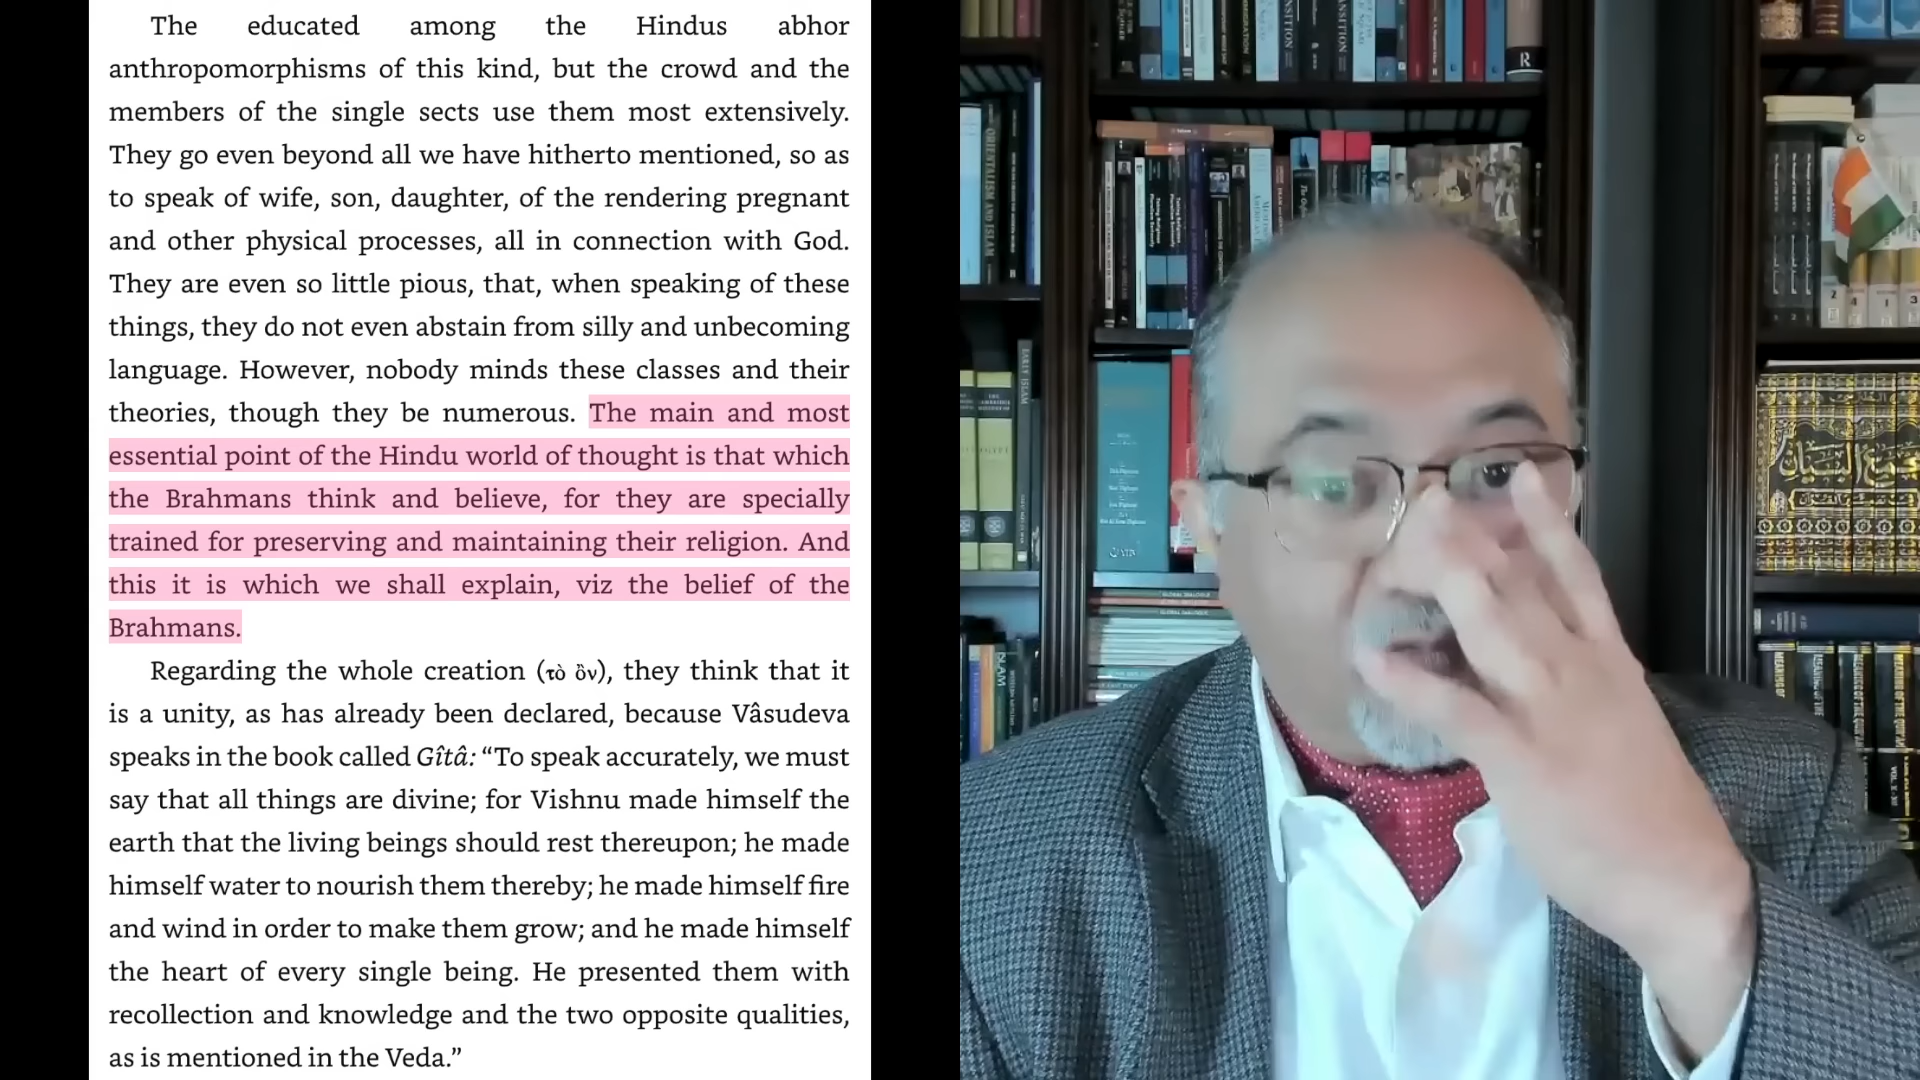 The educated among the Hindus abhor
anthropomorphisms of this kind, but the crowd and the
members of the single sects use them most extensively.
They go even beyond all we have hitherto mentioned, so as
to speak of wife, son, daughter, of the rendering pregnant
and other physical processes, all in connection with God.
They are even so little pious, that, when speaking of these
things, they do not even abstain from silly and unbecoming
language. However, nobody minds these classes and their
theories, though they be numerous. The main and most
essential point of the Hindu world of thought is that which
the Brahmans think and believe, for they are specially
trained for preserving and maintaining their religion. And
this it is which we shall explain, viz the belief of the
Brahmans.
Regarding the whole creation (τὸ ὂν), they think that it
is a unity, as has already been declared, because Vâsudeva
speaks in the book called Gîtâ: “To speak accurately, we must
say that all things are divine; for Vishnu made himself the
earth that the living beings should rest thereupon; he made
himself water to nourish them thereby; he made himself fire
and wind in order to make them grow; and he made himself
the heart of every single being. He presented them with
recollection and knowledge and the two opposite qualities,
as is mentioned in the Veda.”
ORIENTALISM AND ISLAM
EARLY ISLAM
ISLAM
R
2 4 1 3
VOL. X